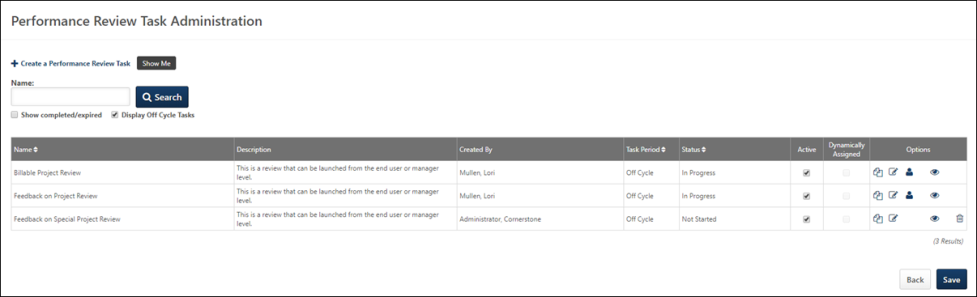 Performance Review Task Administration
Create a Performance Review Task Show Me
Name:
Search
Show completed/expired Display Off Cycle Tasks
Name Description Created By Task Period Status Active Dynamically Assigned Options
Billable Project Review This is a review that can be launched from the end user or manager level. Mullen, Lori Off Cycle In Progress
Feedback on Project Review This is a review that can be launched from the end user or manager level. Mullen, Lori Off Cycle In Progress
Feedback on Special Project Review This is a review that can be launched from the end user or manager level. Administrator, Cornerstone Off Cycle Not Started
(3 Results)
Back Save